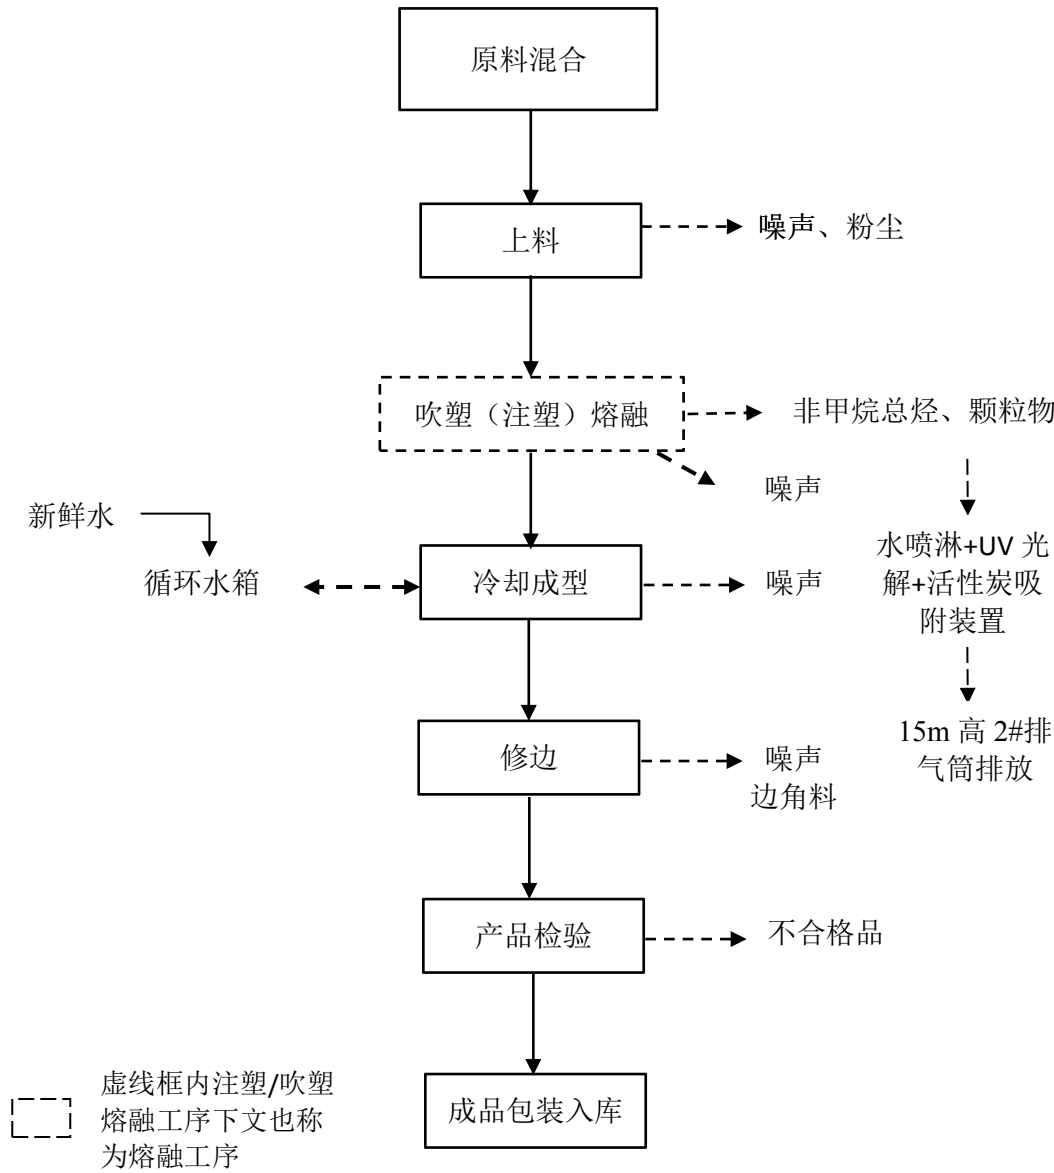 原料混合
上料
噪声、粉尘
吹塑（注塑）熔融
非甲烷总烃、颗粒物
噪声
新鲜水
循环水箱
冷却成型
噪声
水喷淋+UV 光
解+活性炭吸
附装置
修边
噪声
边角料
15m 高 2#排
气筒排放
产品检验
不合格品
成品包装入库
虚线框内注塑/吹塑
熔融工序下文也称
为熔融工序